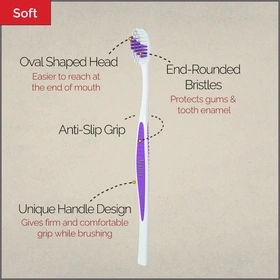 Soft
Oval Shaped Head
Easier to reach at
the end of mouth
End-Rounded
Bristles
Protects gums &
tooth enamel
Anti-Slip Grip
Unique Handle Design
Gives firm and comfortable
grip while brushing